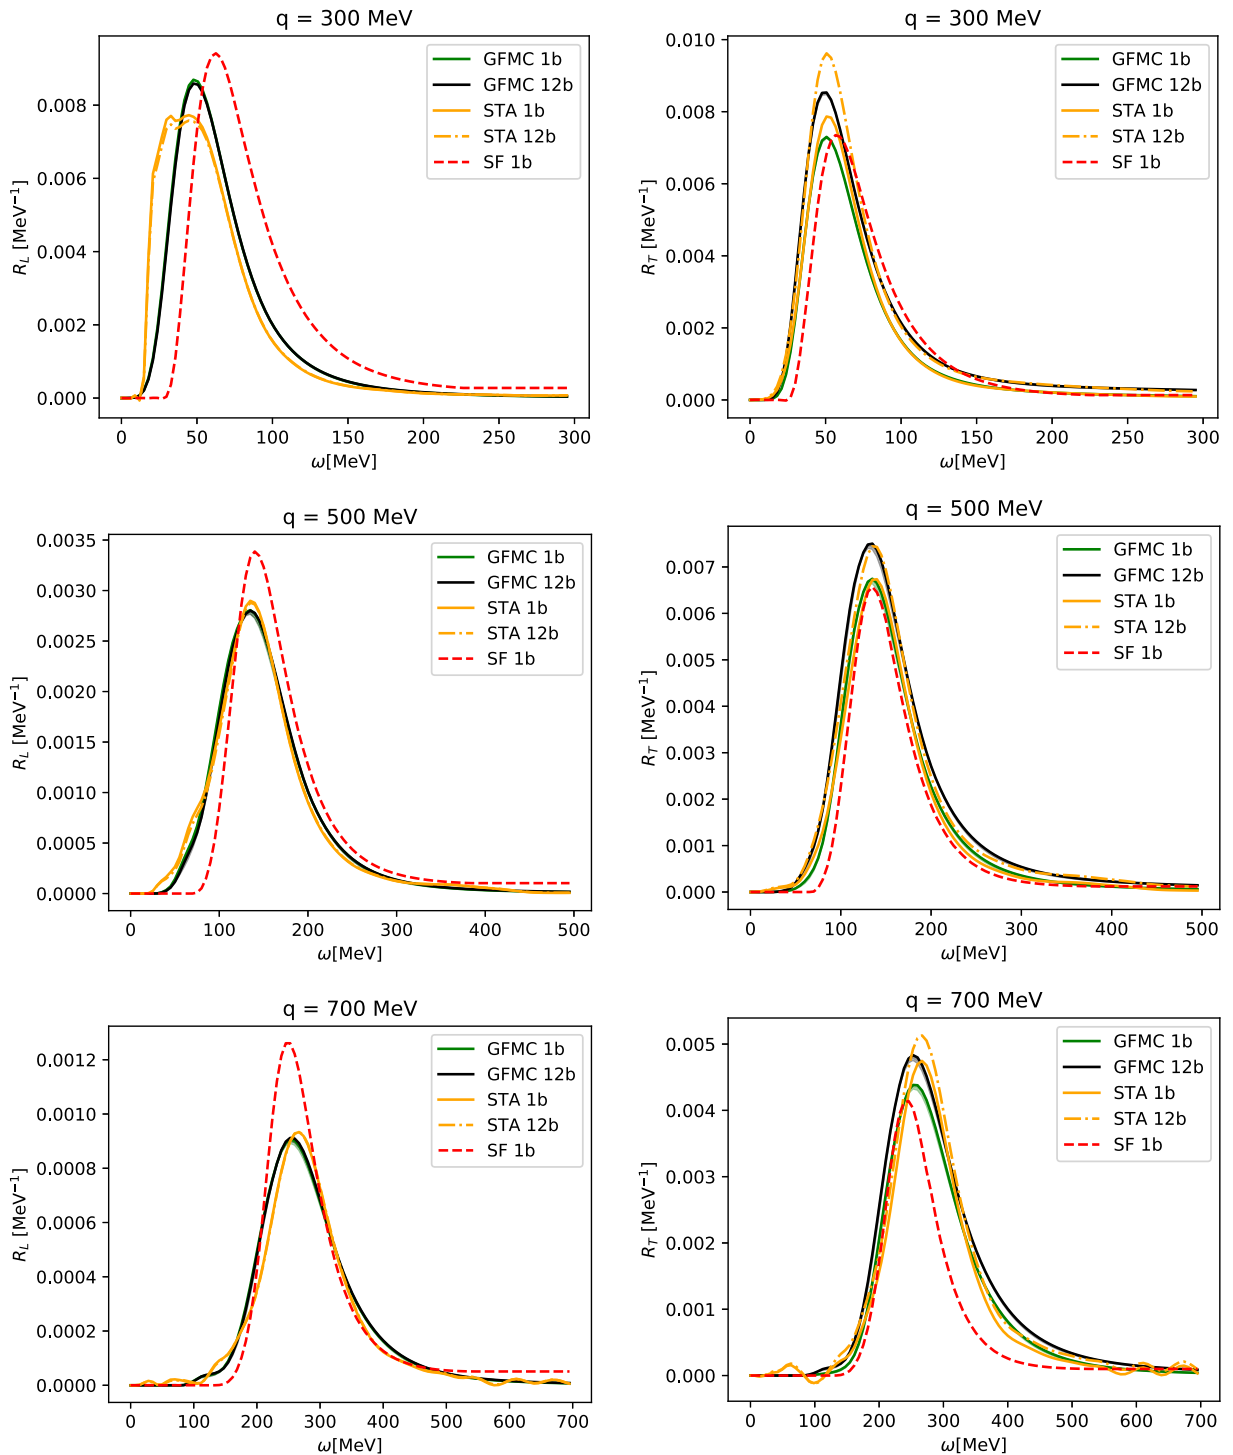 q = 300 MeV
R_L [MeV⁻¹]
0.008
0.006
0.004
0.002
0.000
GFMC 1b
GFMC 12b
STA 1b
STA 12b
SF 1b
0 50 100 150 200 250 300
ω[MeV]
q = 300 MeV
R_T [MeV⁻¹]
0.010
0.008
0.006
0.004
0.002
0.000
GFMC 1b
GFMC 12b
STA 1b
STA 12b
SF 1b
0 50 100 150 200 250 300
ω[MeV]
q = 500 MeV
R_L [MeV⁻¹]
0.0035
0.0030
0.0025
0.0020
0.0015
0.0010
0.0005
0.0000
GFMC 1b
GFMC 12b
STA 1b
STA 12b
SF 1b
0 100 200 300 400 500
ω[MeV]
q = 500 MeV
R_T [MeV⁻¹]
0.007
0.006
0.005
0.004
0.003
0.002
0.001
0.000
GFMC 1b
GFMC 12b
STA 1b
STA 12b
SF 1b
0 100 200 300 400 500
ω[MeV]
q = 700 MeV
R_L [MeV⁻¹]
0.0012
0.0010
0.0008
0.0006
0.0004
0.0002
0.0000
GFMC 1b
GFMC 12b
STA 1b
STA 12b
SF 1b
0 100 200 300 400 500 600 700
ω[MeV]
q = 700 MeV
R_T [MeV⁻¹]
0.005
0.004
0.003
0.002
0.001
0.000
GFMC 1b
GFMC 12b
STA 1b
STA 12b
SF 1b
0 100 200 300 400 500 600 700
ω[MeV]